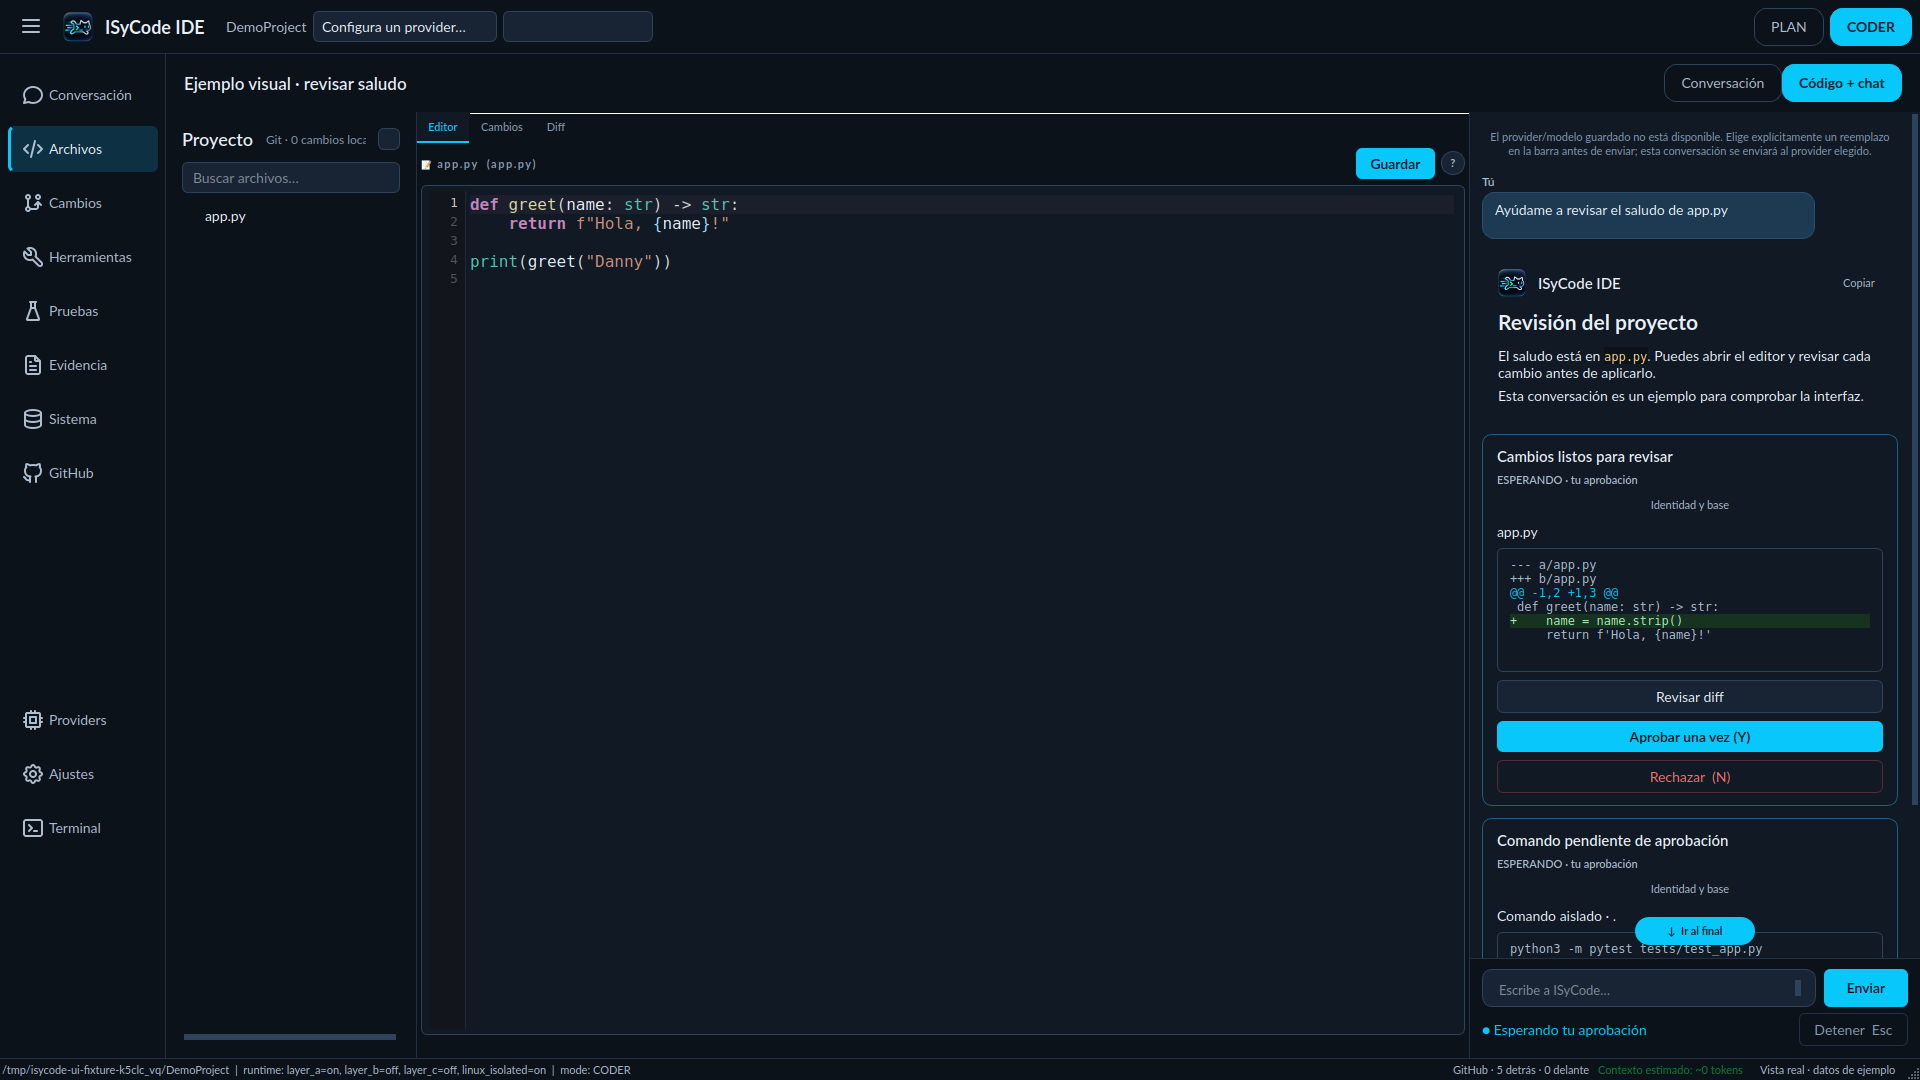 ISyCode IDE
DemoProject
Configura un provider...
PLAN
CODER
Conversación
Archivos
Cambios
Herramientas
Pruebas
Evidencia
Sistema
GitHub
Providers
Ajustes
Terminal
Ejemplo visual · revisar saludo
Conversación
Código + chat
Proyecto
Git · 0 cambios loca
Buscar archivos...
app.py
Editor
Cambios
Diff
app.py (app.py)
Guardar
?
1 def greet(name: str) -> str:
2     return f"Hola, {name}!"
3
4 print(greet("Danny"))
5
El provider/modelo guardado no está disponible. Elige explícitamente un reemplazo
en la barra antes de enviar; esta conversación se enviará al provider elegido.
Tú
Ayúdame a revisar el saludo de app.py
ISyCode IDE
Copiar
Revisión del proyecto
El saludo está en app.py. Puedes abrir el editor y revisar cada
cambio antes de aplicarlo.
Esta conversación es un ejemplo para comprobar la interfaz.
Cambios listos para revisar
ESPERANDO · tu aprobación
Identidad y base
app.py
--- a/app.py
+++ b/app.py
@@ -1,2 +1,3 @@
 def greet(name: str) -> str:
+    name = name.strip()
     return f'Hola, {name}!'
Revisar diff
Aprobar una vez (Y)
Rechazar (N)
Comando pendiente de aprobación
ESPERANDO · tu aprobación
Identidad y base
Comando aislado · .
↓ Ir al final
python3 -m pytest tests/test_app.py
Escribe a ISyCode...
Enviar
Esperando tu aprobación
Detener Esc
/tmp/isycode-ui-fixture-k5clc_vq/DemoProject | runtime: layer_a=on, layer_b=off, layer_c=off, linux_isolated=on | mode: CODER
GitHub · 5 detrás · 0 delante
Contexto estimado: ~0 tokens
Vista real · datos de ejemplo